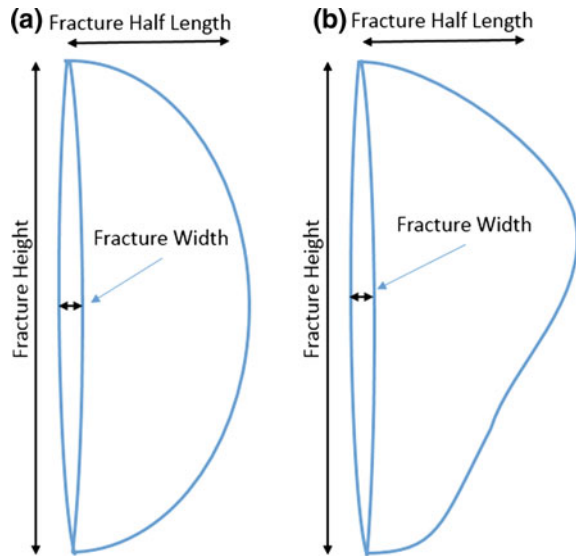 (a)
Fracture Half Length
Fracture Height
Fracture Width
(b)
Fracture Half Length
Fracture Height
Fracture Width